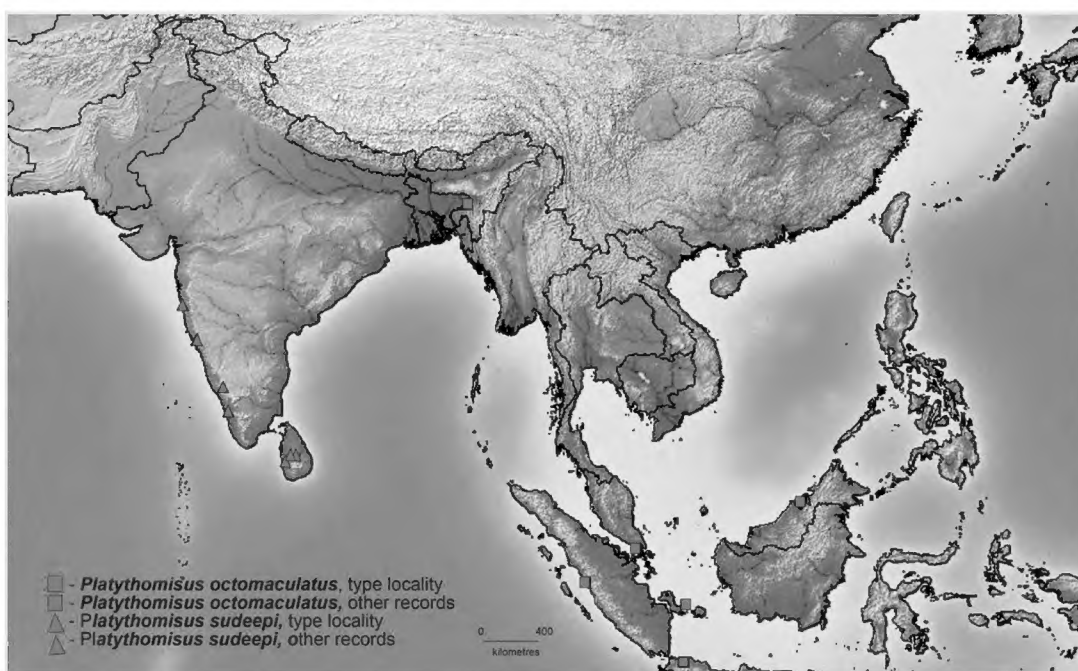 - Platythomisus octomaculatus, type locality
- Platythomisus octomaculatus, other records
- Platythomisus sudeepi, type locality
- Platythomisus sudeepi, other records
0 400
kilometres